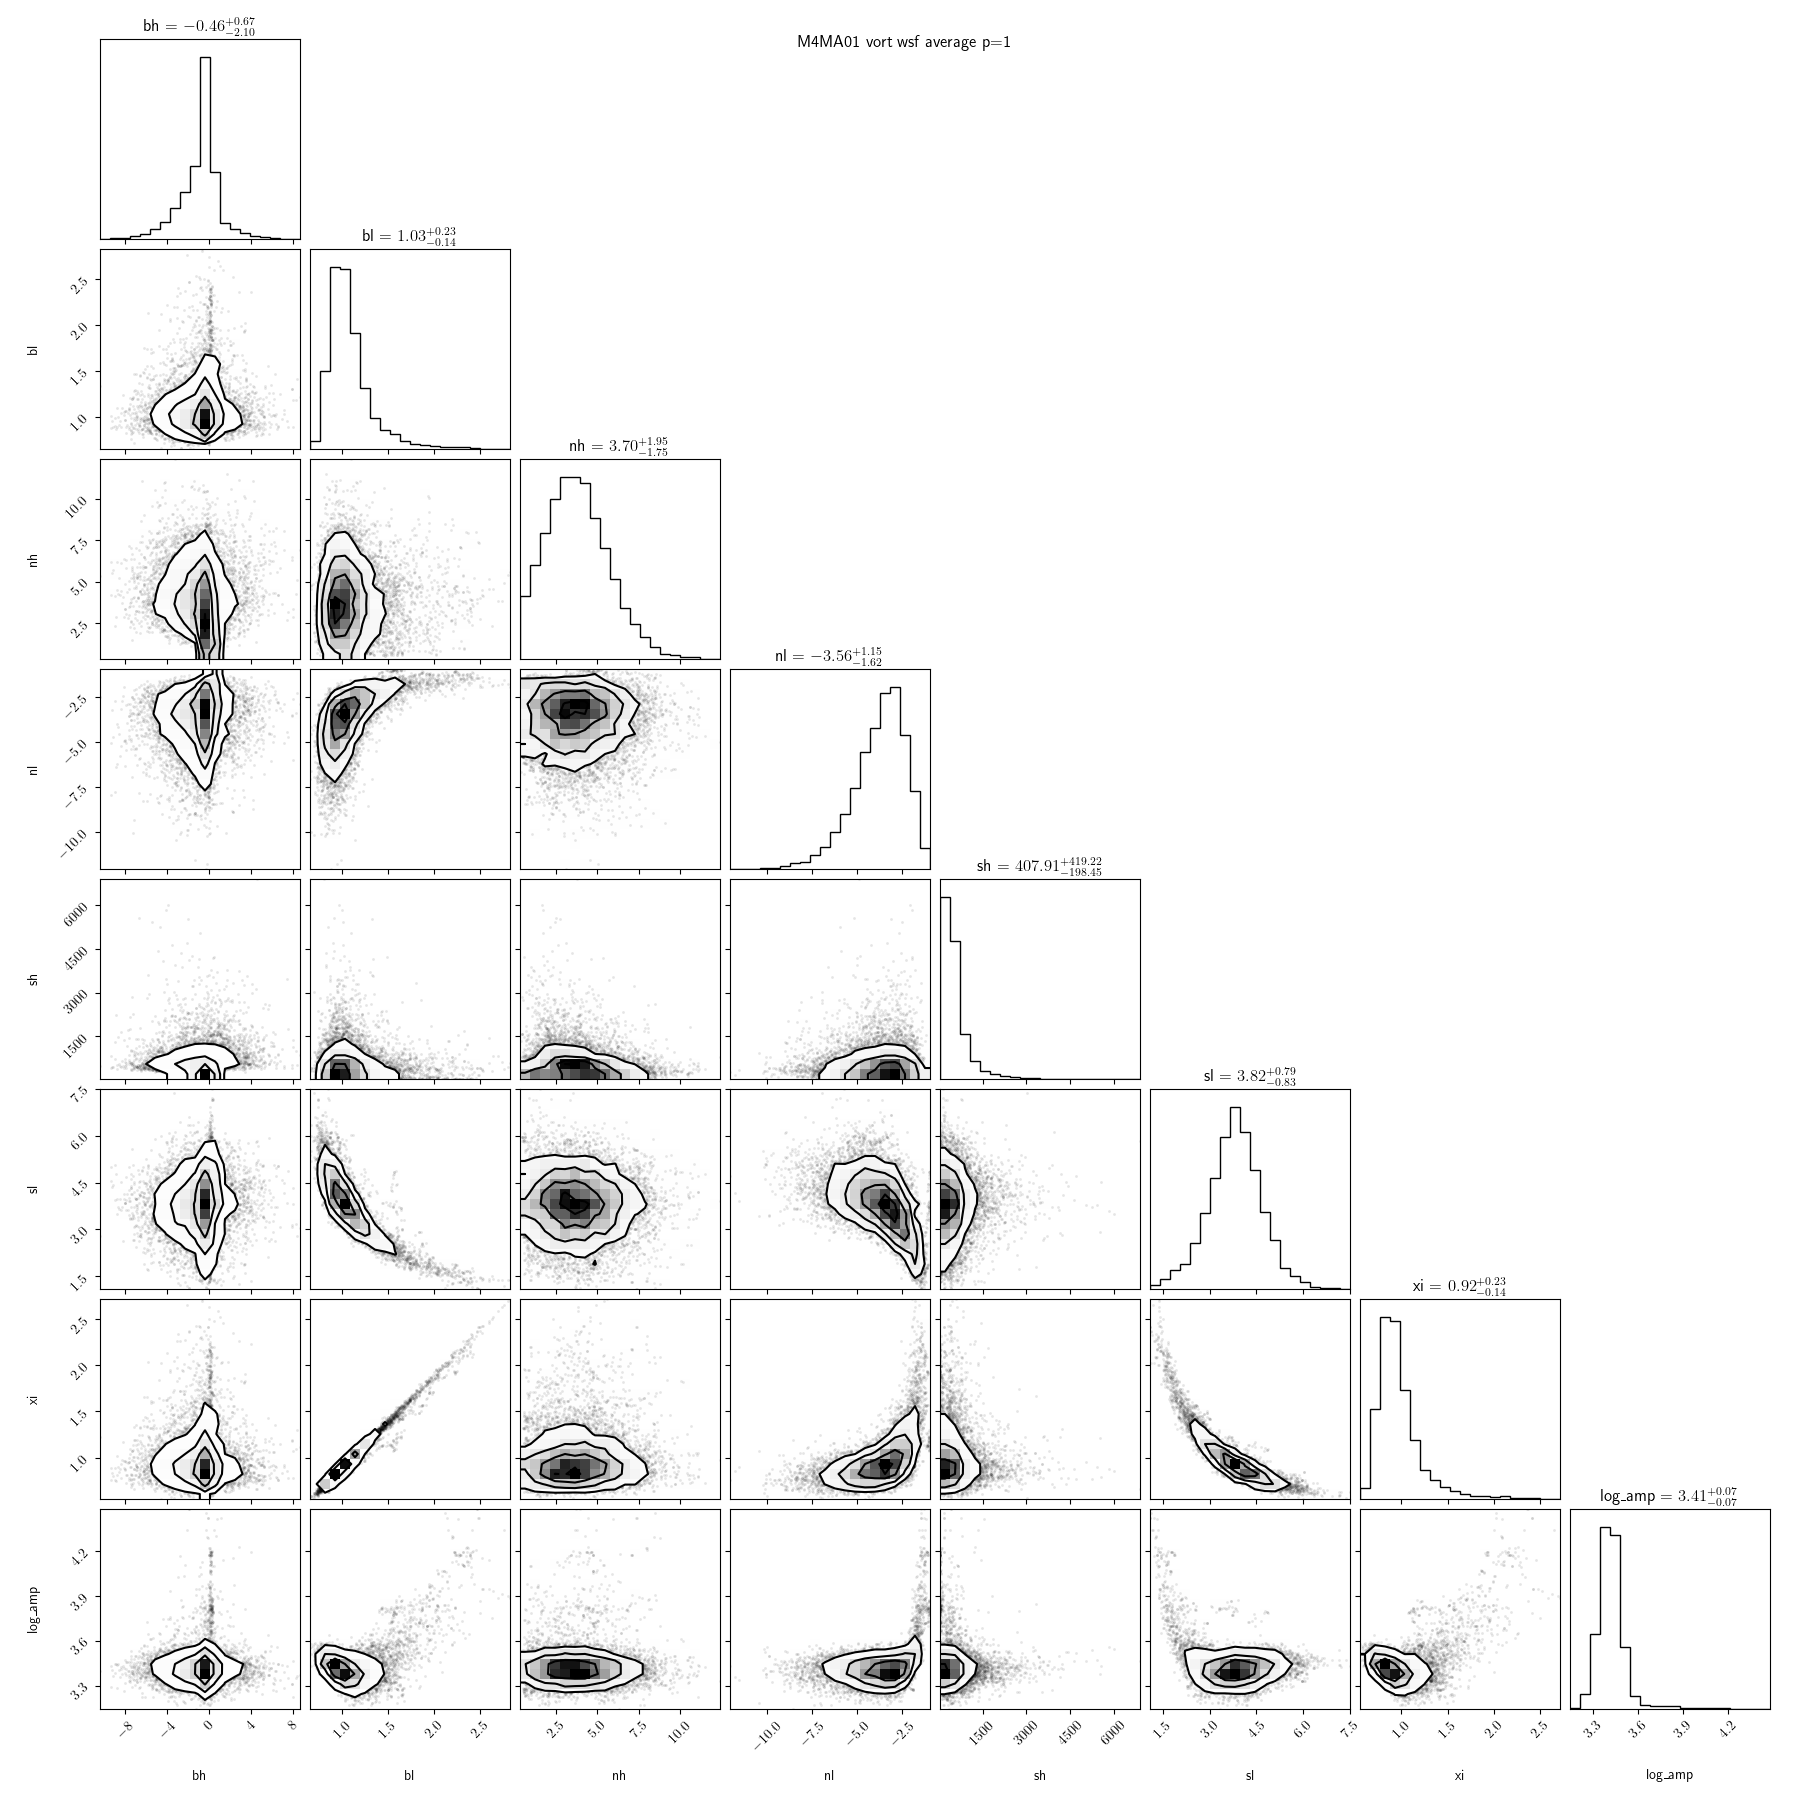 M4MA01 vort wsf average p=1
bh = −0.46 +0.67 −2.10
bl = 1.03 +0.23 −0.14
2.5
2.0
1.5
1.0
bl
nh = 3.70 +1.95 −1.75
10.0
7.5
5.0
2.5
nh
nl = −3.56 +1.15 −1.62
−2.5
−5.0
−7.5
−10.0
nl
sh = 407.91 +419.22 −198.45
6000
4500
3000
1500
sh
sl = 3.82 +0.79 −0.83
7.5
6.0
4.5
3.0
1.5
sl
xi = 0.92 +0.23 −0.14
2.5
2.0
1.5
1.0
xi
log_amp = 3.41 +0.07 −0.07
4.2
3.9
3.6
3.3
log_amp
−8 −4 0 4 8 1.0 1.5 2.0 2.5 2.5 5.0 7.5 10.0 −10.0 −7.5 −5.0 −2.5 1500 3000 4500 6000 1.5 3.0 4.5 6.0 7.5 1.0 1.5 2.0 2.5 3.3 3.6 3.9 4.2
bh bl nh nl sh sl xi log_amp